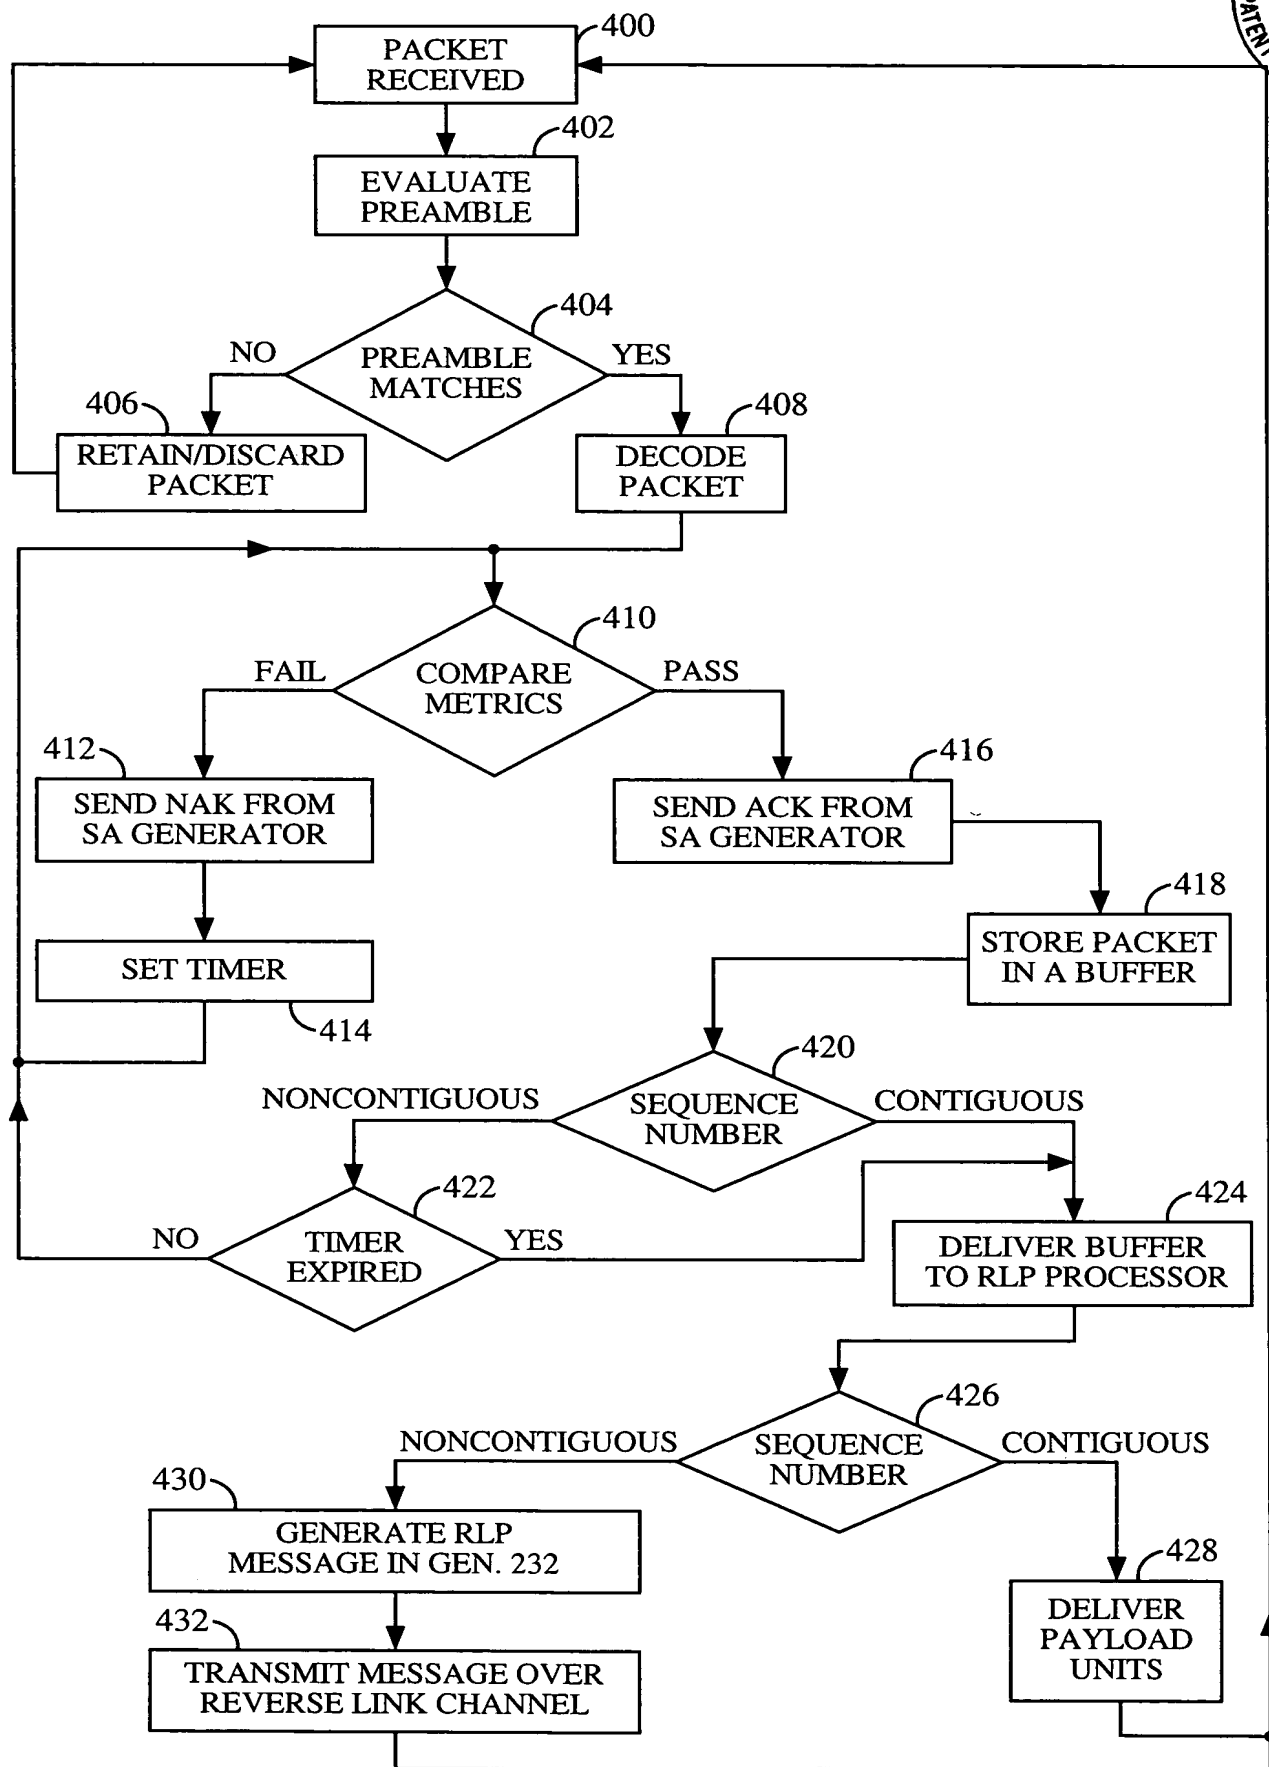 PATENT
400
PACKET
RECEIVED
402
EVALUATE
PREAMBLE
404
PREAMBLE
MATCHES
NO
YES
406
RETAIN/DISCARD
PACKET
408
DECODE
PACKET
410
COMPARE
METRICS
FAIL
PASS
412
SEND NAK FROM
SA GENERATOR
416
SEND ACK FROM
SA GENERATOR
418
STORE PACKET
IN A BUFFER
SET TIMER
414
420
SEQUENCE
NUMBER
NONCONTIGUOUS
CONTIGUOUS
422
TIMER
EXPIRED
NO
YES
424
DELIVER BUFFER
TO RLP PROCESSOR
426
SEQUENCE
NUMBER
NONCONTIGUOUS
CONTIGUOUS
430
GENERATE RLP
MESSAGE IN GEN. 232
428
DELIVER
PAYLOAD
UNITS
432
TRANSMIT MESSAGE OVER
REVERSE LINK CHANNEL